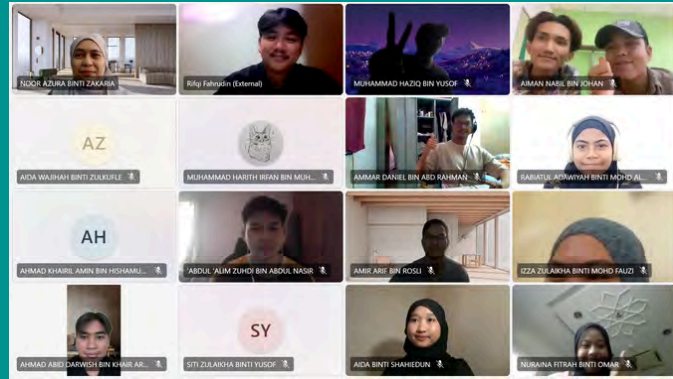 NOOR AZURA BINTI ZAKARIA
Rifqi Fahrudin (External)
MUHAMMAD HAZIQ BIN YUSOF
AIMAN NABIL BIN JOHAN
AZ
AIDA WAJIHAH BINTI ZULKUFLE
MUHAMMAD HARITH IRFAN BIN MUH...
AMMAR DANIEL BIN ABD RAHMAN
RABIATUL ADAWIYAH BINTI MOHD AL...
AH
AHMAD KHAIRIL AMIN BIN HISHAMU...
'ABDUL 'ALIM ZUHDI BIN ABDUL NASIR
AMIR ARIF BIN ROSLI
IZZA ZULAIKHA BINTI MOHD FAUZI
AHMAD ABID DARWISH BIN KHAIR AR...
SY
SITI ZULAIKHA BINTI YUSOF
AIDA BINTI SHAHIEDUN
NURAINA FITRAH BINTI OMAR